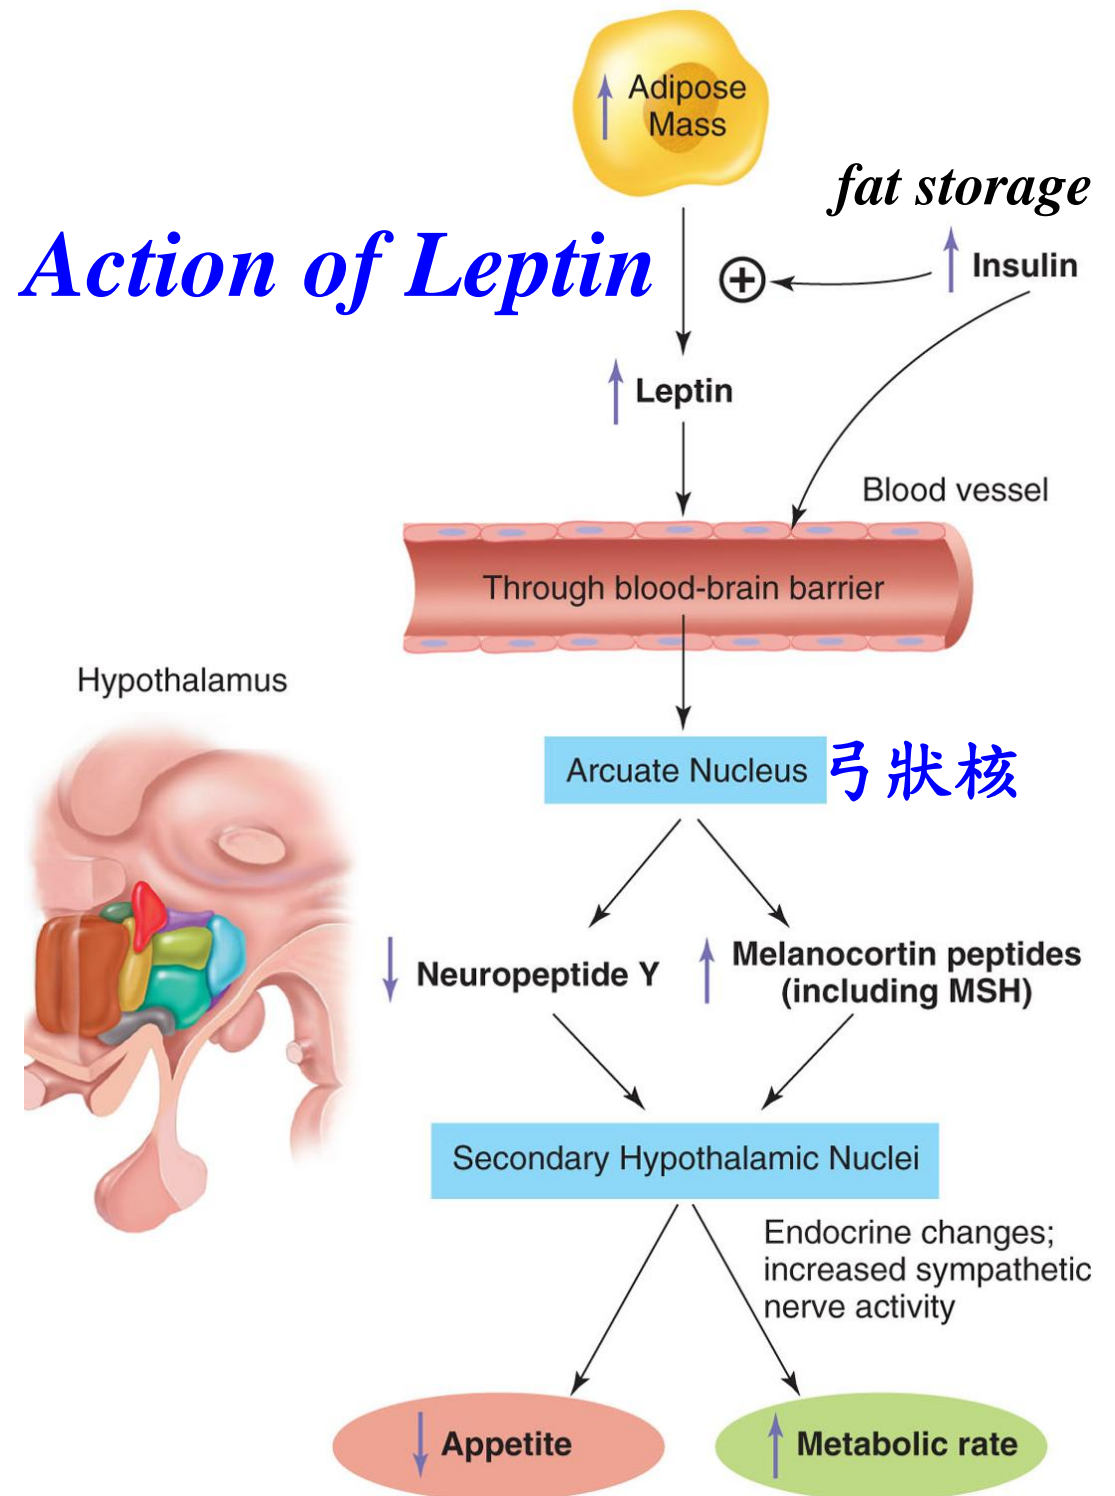 Adipose
Mass
fat storage
Action of Leptin
+
Insulin
Leptin
Blood vessel
Through blood-brain barrier
Hypothalamus
Arcuate Nucleus
弓狀核
Neuropeptide Y
Melanocortin peptides
(including MSH)
Secondary Hypothalamic Nuclei
Endocrine changes;
increased sympathetic
nerve activity
Appetite
Metabolic rate